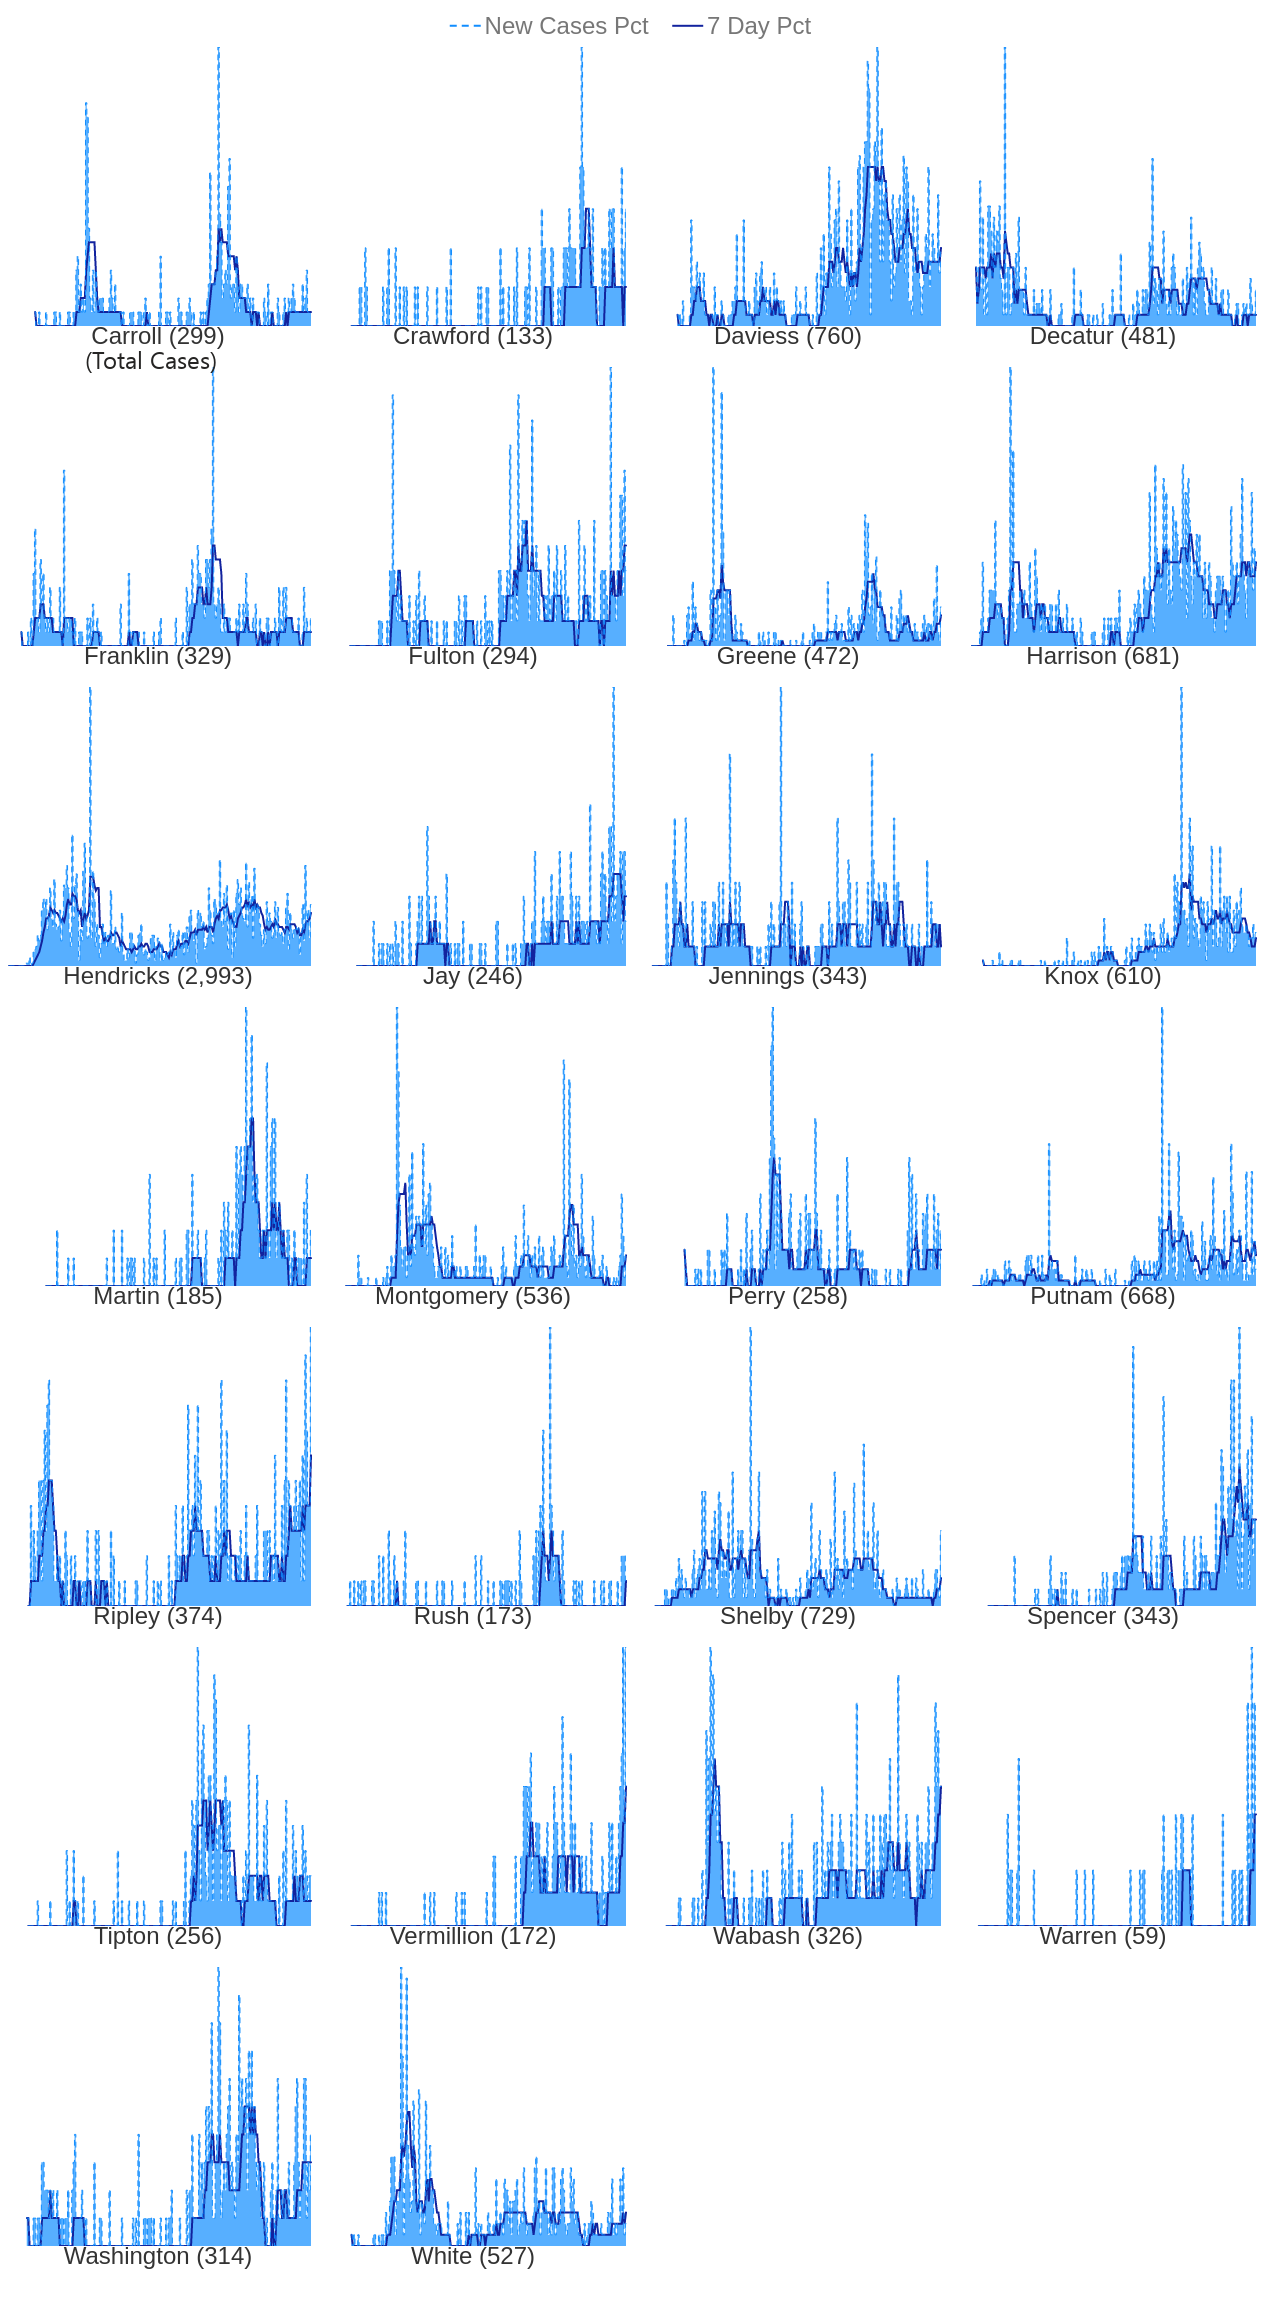 New Cases Pct 7 Day Pct
Carroll (299) Crawford (133) Daviess (760) Decatur (481)
(Total Cases)
Franklin (329) Fulton (294) Greene (472) Harrison (681)
Hendricks (2,993) Jay (246) Jennings (343) Knox (610)
Martin (185) Montgomery (536) Perry (258) Putnam (668)
Ripley (374) Rush (173) Shelby (729) Spencer (343)
Tipton (256) Vermillion (172) Wabash (326) Warren (59)
Washington (314) White (527)